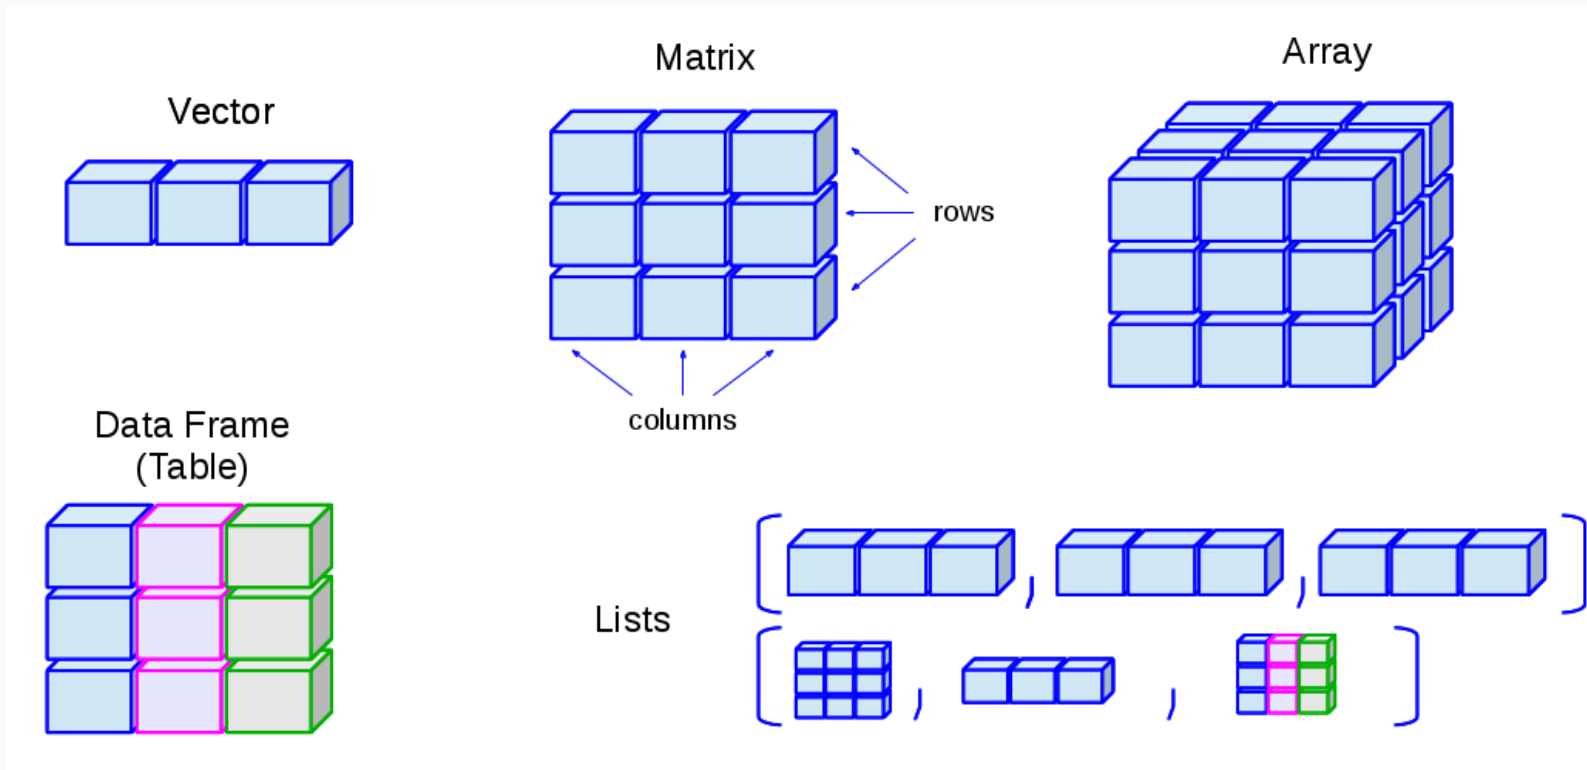 Vector
Matrix
Array
rows
columns
Data Frame
(Table)
Lists
, ,
, ,